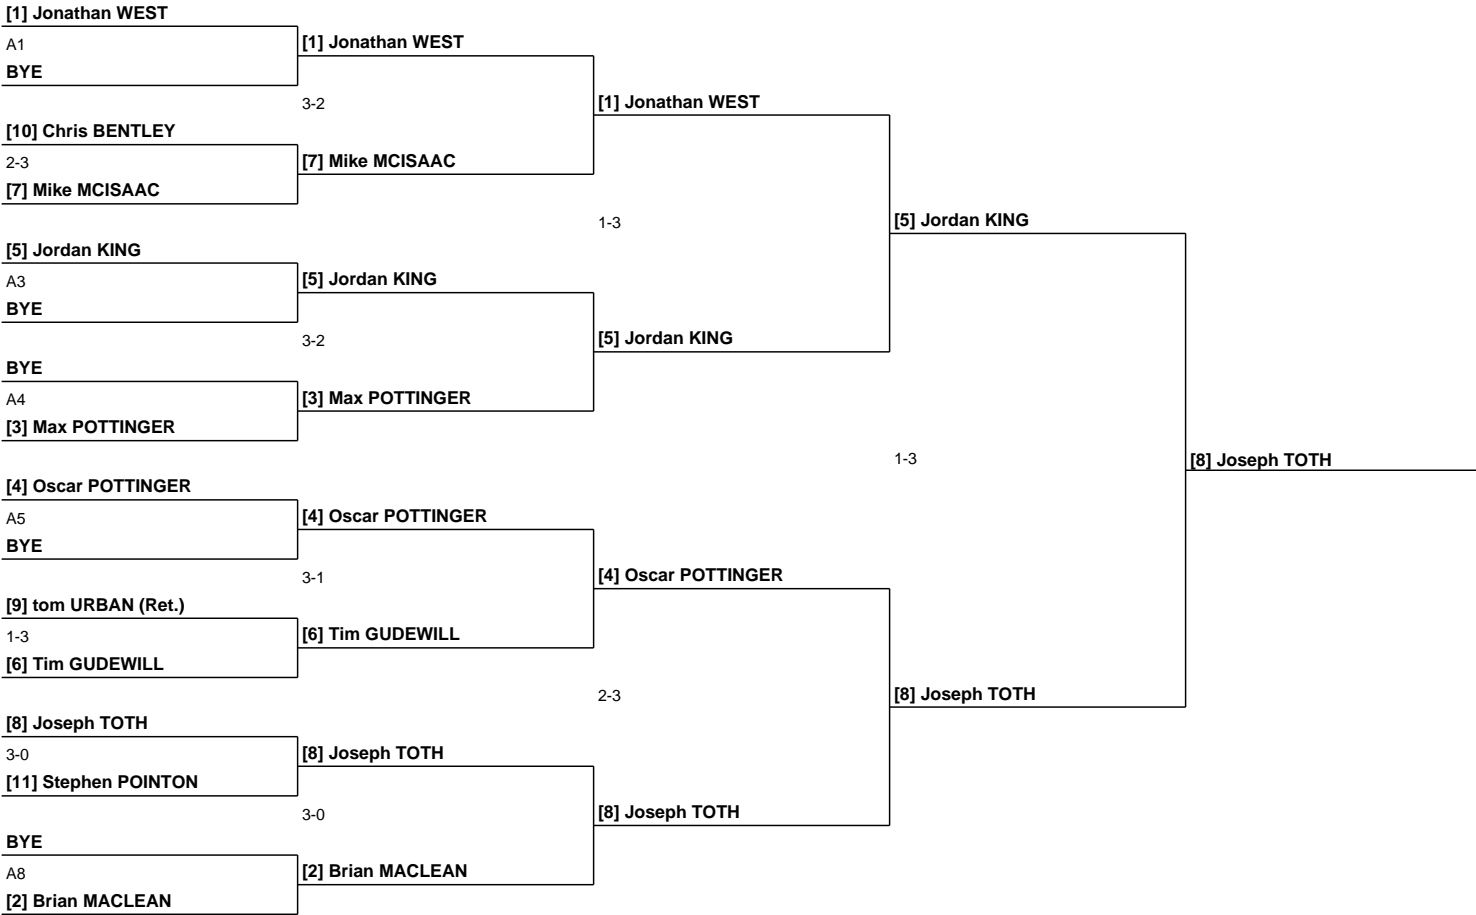 [1] Jonathan WEST
A1
BYE
[10] Chris BENTLEY
2-3
[7] Mike MCISAAC
[5] Jordan KING
A3
BYE
BYE
A4
[3] Max POTTINGER
[4] Oscar POTTINGER
A5
BYE
[9] tom URBAN (Ret.)
1-3
[6] Tim GUDEWILL
[8] Joseph TOTH
3-0
[11] Stephen POINTON
BYE
A8
[2] Brian MACLEAN
[1] Jonathan WEST
3-2
[7] Mike MCISAAC
[5] Jordan KING
3-2
[3] Max POTTINGER
[4] Oscar POTTINGER
3-1
[6] Tim GUDEWILL
[8] Joseph TOTH
3-0
[2] Brian MACLEAN
[1] Jonathan WEST
1-3
[5] Jordan KING
[4] Oscar POTTINGER
2-3
[8] Joseph TOTH
[5] Jordan KING
1-3
[8] Joseph TOTH
[8] Joseph TOTH